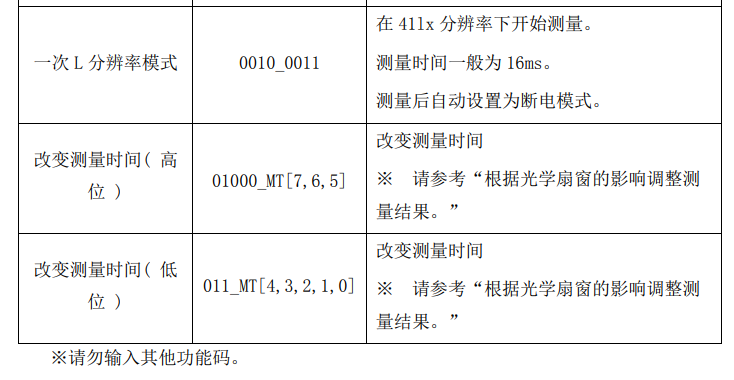 在 41lx 分辨率下开始测量。
一次 L 分辨率模式
0010_0011
测量时间一般为 16ms。
测量后自动设置为断电模式。
改变测量时间( 高
位 )
01000_MT[7,6,5]
改变测量时间
※ 请参考“根据光学扇窗的影响调整测
量结果。”
改变测量时间( 低
位 )
011_MT[4,3,2,1,0]
改变测量时间
※ 请参考“根据光学扇窗的影响调整测
量结果。”
※请勿输入其他功能码。